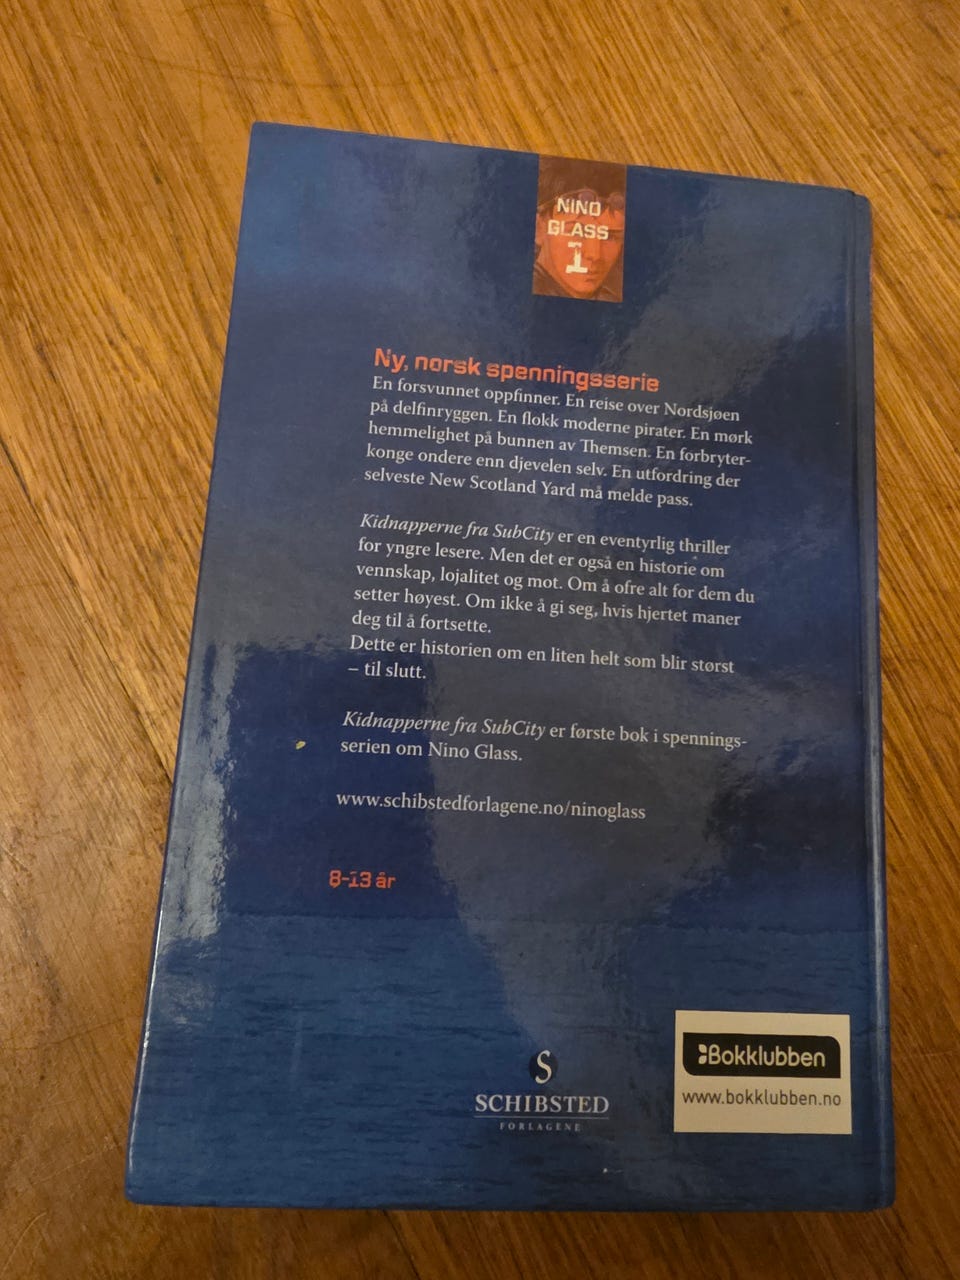 NINO
GLASS
1
Ny, norsk spenningsserie
En forsvunnet oppfinner. En reise over Nordsjøen
på delfinryggen. En flokk moderne pirater. En mørk
hemmelighet på bunnen av Themsen. En forbryter-
konge ondere enn djevelen selv. En utfordring der
selveste New Scotland Yard må melde pass.
Kidnapperne fra SubCity er en eventyrlig thriller
for yngre lesere. Men det er også en historie om
vennskap, lojalitet og mot. Om å ofre alt for dem du
setter høyest. Om ikke å gi seg, hvis hjertet maner
deg til å fortsette.
Dette er historien om en liten helt som blir størst
– til slutt.
Kidnapperne fra SubCity er første bok i spennings-
serien om Nino Glass.
www.schibstedforlagene.no/ninoglass
8-13 år
S
SCHIBSTED
FORLAGENE
Bokklubben
www.bokklubben.no